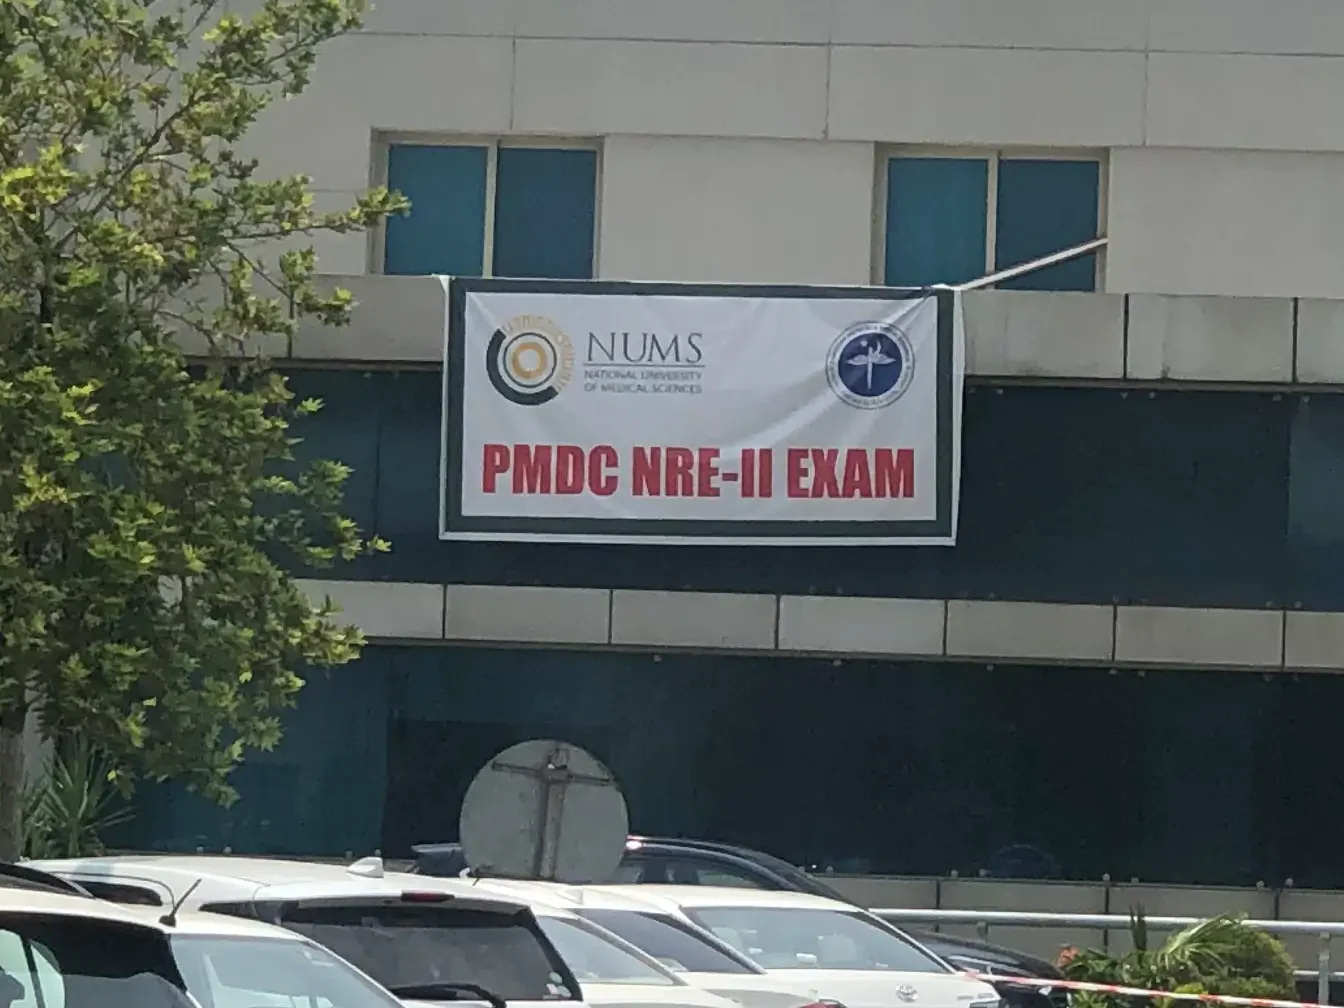 NUMS
NATIONAL UNIVERSITY
OF MEDICAL SCIENCES
PMDC NRE-II EXAM